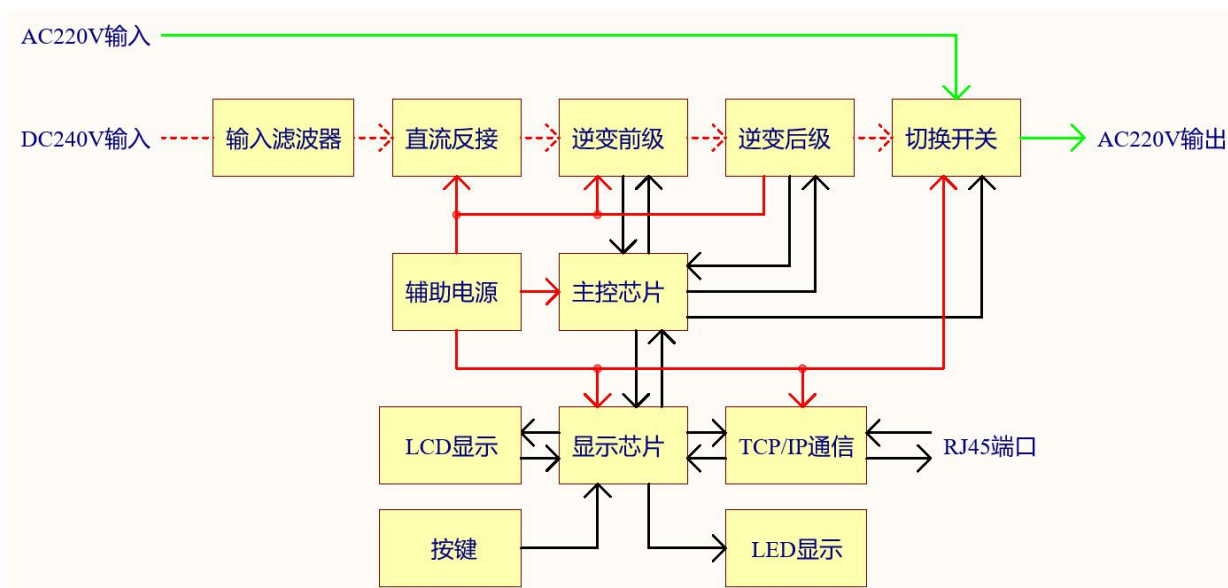 AC220V输入
DC240V输入
输入滤波器
直流反接
逆变前级
逆变后级
切换开关
AC220V输出
辅助电源
主控芯片
LCD显示
显示芯片
TCP/IP通信
RJ45端口
按键
LED显示